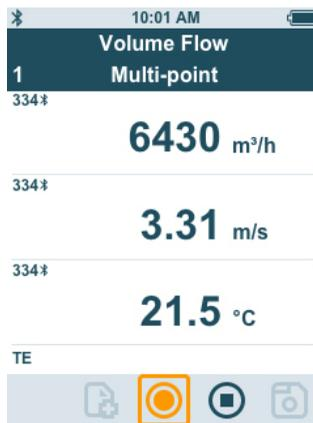 10:01 AM
Volume Flow
1 Multi-point
334
6430 m³/h
334
3.31 m/s
334
21.5 °C
TE